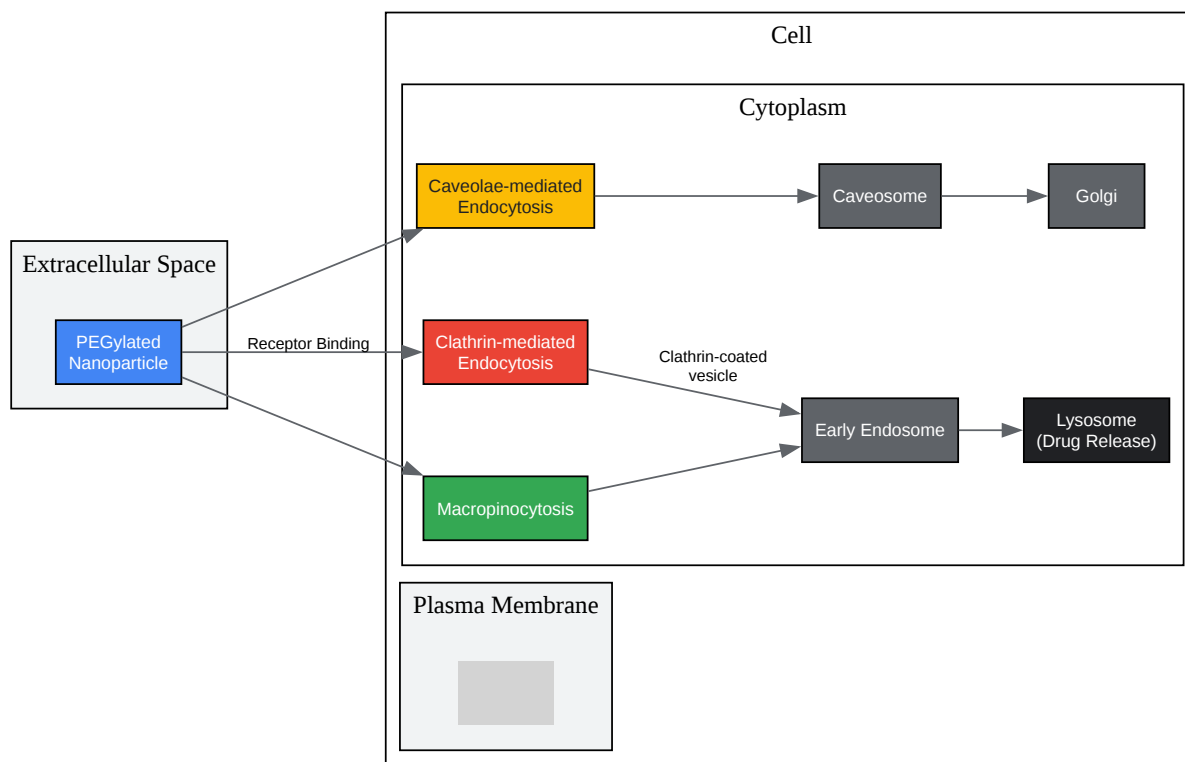 Cell
Cytoplasm
Caveolae-mediated
Endocytosis
Caveosome
Golgi
Extracellular Space
PEGylated
Nanoparticle
Receptor Binding
Clathrin-mediated
Endocytosis
Clathrin-coated
vesicle
Early Endosome
Lysosome
(Drug Release)
Macropinocytosis
Plasma Membrane